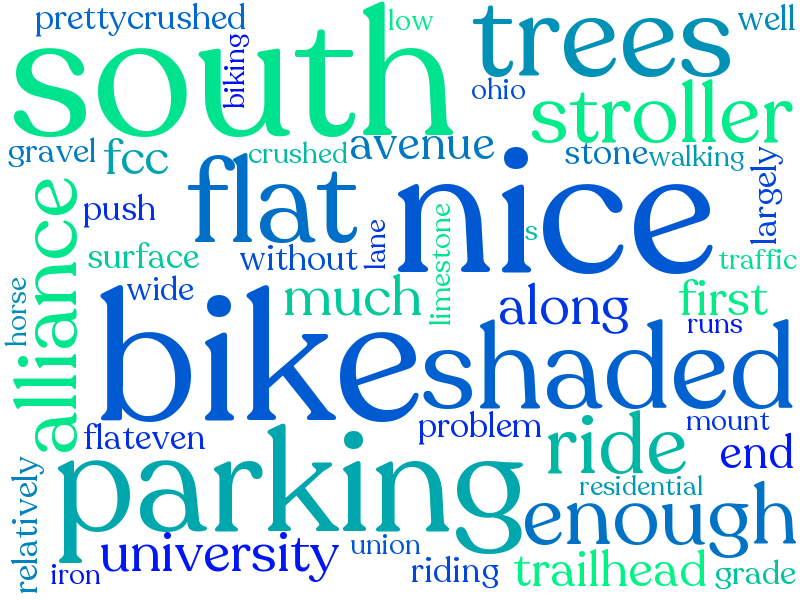 prettycrushed
low
well
south
biking
trees
ohio
stroller
gravel
fcc
crushed
avenue
stone
walking
largely
flat
nice
alliance
push
lane
limestone
s
surface
without
traffic
horse
wide
much
along
first
runs
bike
shaded
flateven
problem
mount
ride
end
parking
relatively
residential
enough
university
union
iron
riding
trailhead
grade